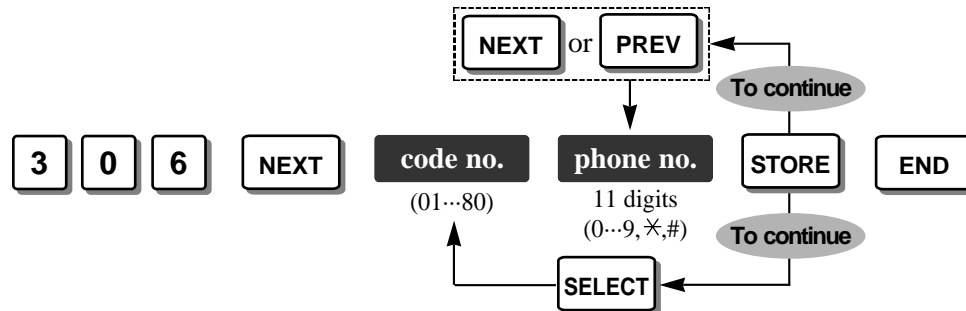 NEXT or PREV
To continue
3 0 6 NEXT code no. phone no. STORE END
(01···80) 11 digits
(0···9,✳,#)
To continue
SELECT